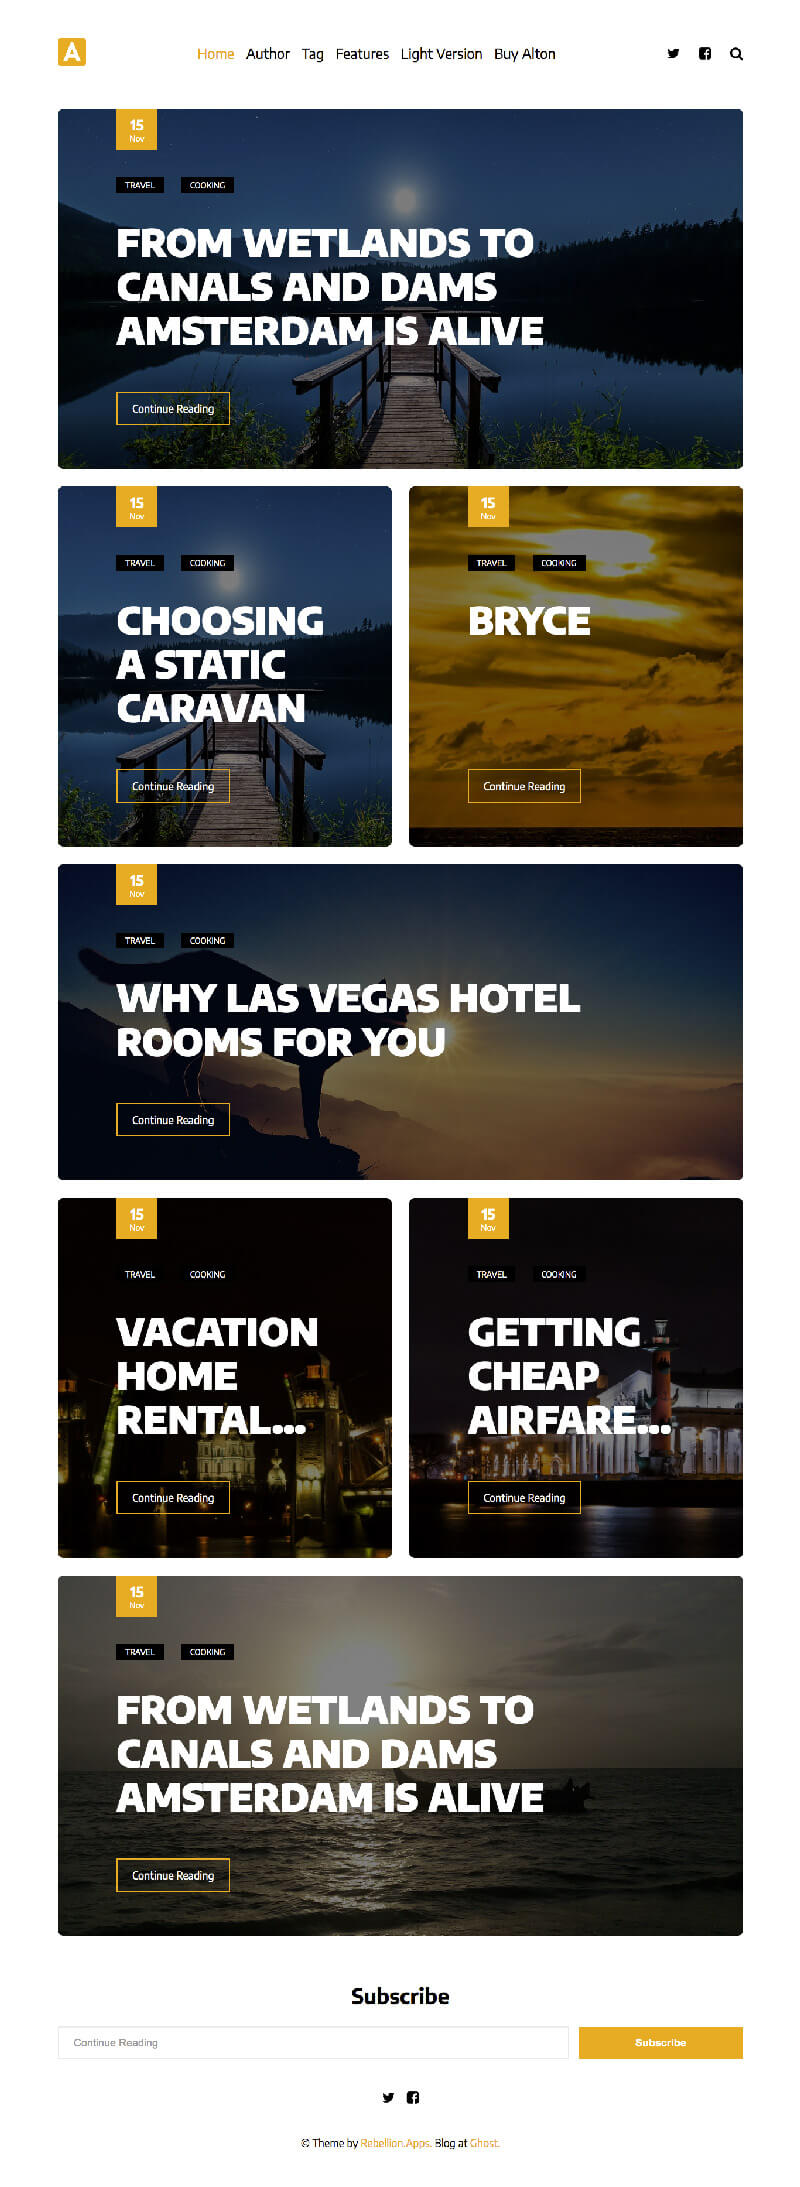 A
Home Author Tag Features Light Version Buy Alton
15
Nov
TRAVEL COOKING
FROM WETLANDS TO
CANALS AND DAMS
AMSTERDAM IS ALIVE
Continue Reading
15
Nov
TRAVEL COOKING
CHOOSING
A STATIC
CARAVAN
Continue Reading
15
Nov
TRAVEL COOKING
BRYCE
Continue Reading
15
Nov
TRAVEL COOKING
WHY LAS VEGAS HOTEL
ROOMS FOR YOU
Continue Reading
15
Nov
TRAVEL COOKING
VACATION
HOME
RENTAL...
Continue Reading
15
Nov
TRAVEL COOKING
GETTING
CHEAP
AIRFARE...
Continue Reading
15
Nov
TRAVEL COOKING
FROM WETLANDS TO
CANALS AND DAMS
AMSTERDAM IS ALIVE
Continue Reading
Subscribe
Continue Reading
Subscribe
© Theme by Rebellion.Apps. Blog at Ghost.